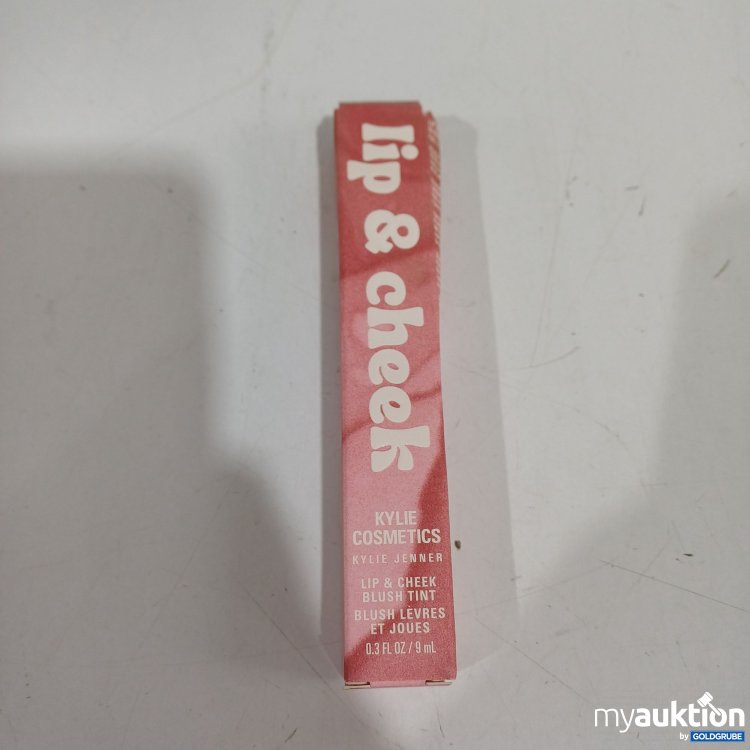 lip & cheek
KYLIE
COSMETICS
KYLIE JENNER
LIP & CHEEK
BLUSH TINT
BLUSH LÈVRES
ET JOUES
0.3 FL OZ / 9 mL
myauktion
by GOLDGRUBE